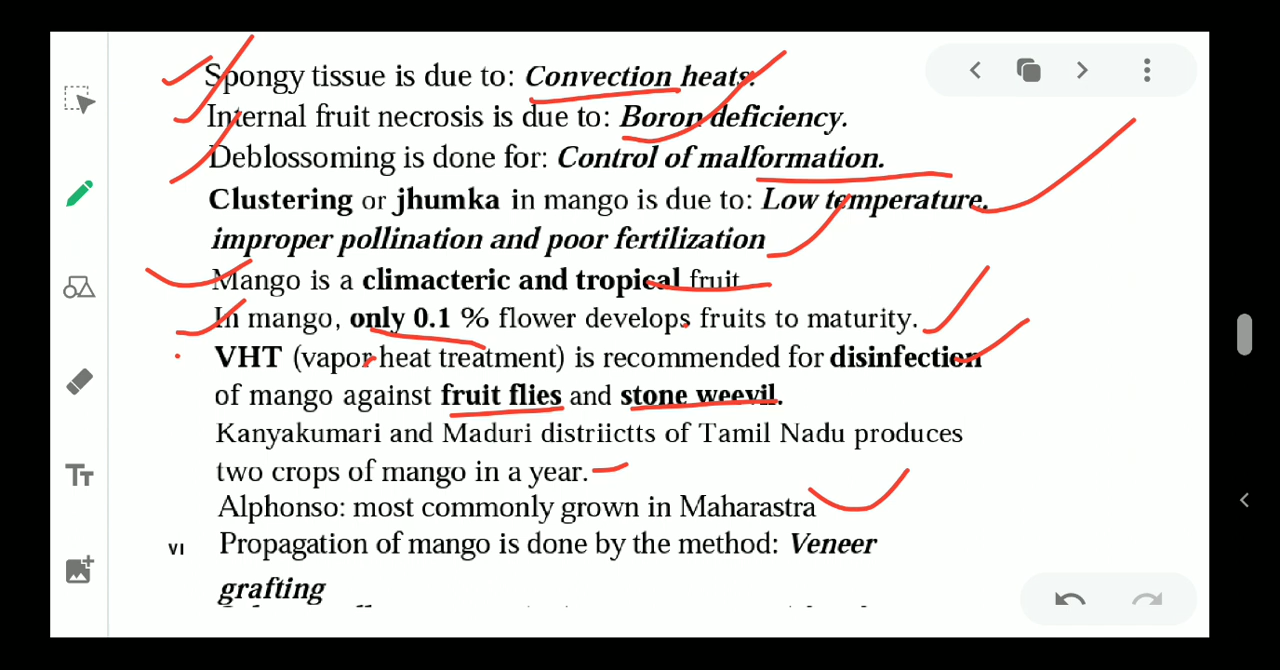 Spongy tissue is due to: Convection heats.
Internal fruit necrosis is due to: Boron deficiency.
Deblossoming is done for: Control of malformation.
Clustering or jhumka in mango is due to: Low temperature.
improper pollination and poor fertilization
Mango is a climacteric and tropical fruit
In mango, only 0.1 % flower develops fruits to maturity.
VHT (vapor heat treatment) is recommended for disinfection
of mango against fruit flies and stone weevil.
Kanyakumari and Maduri distriictts of Tamil Nadu produces
two crops of mango in a year.
Alphonso: most commonly grown in Maharastra
VI Propagation of mango is done by the method: Veneer
grafting
TT